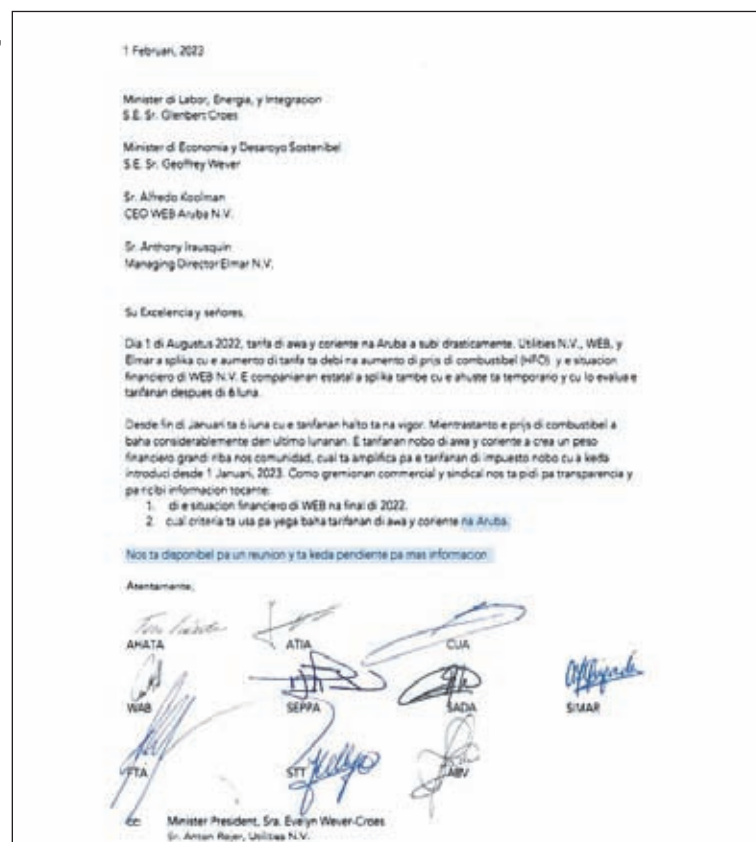 1 Februari, 2023
Minister di Labor, Energia, y Integracion
S.E. Sr. Glenbert Croes
Minister di Economia y Desaroyo Sostenibel
S.E. Sr. Geoffrey Wever
Sr. Alfredo Koolman
CEO WEB Aruba N.V.
Sr. Anthony Irausquin
Managing Director Elmar N.V.
Su Excelencia y señores,
Dia 1 di Augustus 2022, tarifa di awa y coriente na Aruba a subi drasticamente. Utilities N.V., WEB, y
Elmar a splika cu e aumento di tarifa ta debi na aumento di prijs di combustibel (HFO) y e situacion
financiero di WEB N.V. E companianan estatal a splika tambe cu e ahuste ta temporario y cu lo evalua e
tarifanan despues di 6 luna.
Desde fin di Januari ta 6 luna cu e tarifanan halto ta na vigor. Mientrastanto e prijs di combustibel a
baha considerablemente den ultimo lunanan. E tarifanan nobo di awa y coriente a crea un peso
financiero grandi riba nos comunidad, cual ta amplifica pa e tarifanan di impuesto nobo cu a keda
introduci desde 1 Januari, 2023. Como gremionan commercial y sindical nos ta pidi pa transparencia y
pa ricibi informacion tocante:
1. di e situacion financiero di WEB na final di 2022.
2. cual criteria ta usa pa yega baha tarifanan di awa y coriente na Aruba.
Nos ta disponibel pa un reunion y ta keda pendiente pa mas informacion
Atentamente,
AHATA ATIA CUA
WAB SEPPA SADA SIMAR
FTA STT ABV
cc: Minister President, Sra. Evelyn Wever-Croes
Sr. Anton Utilities N.V.